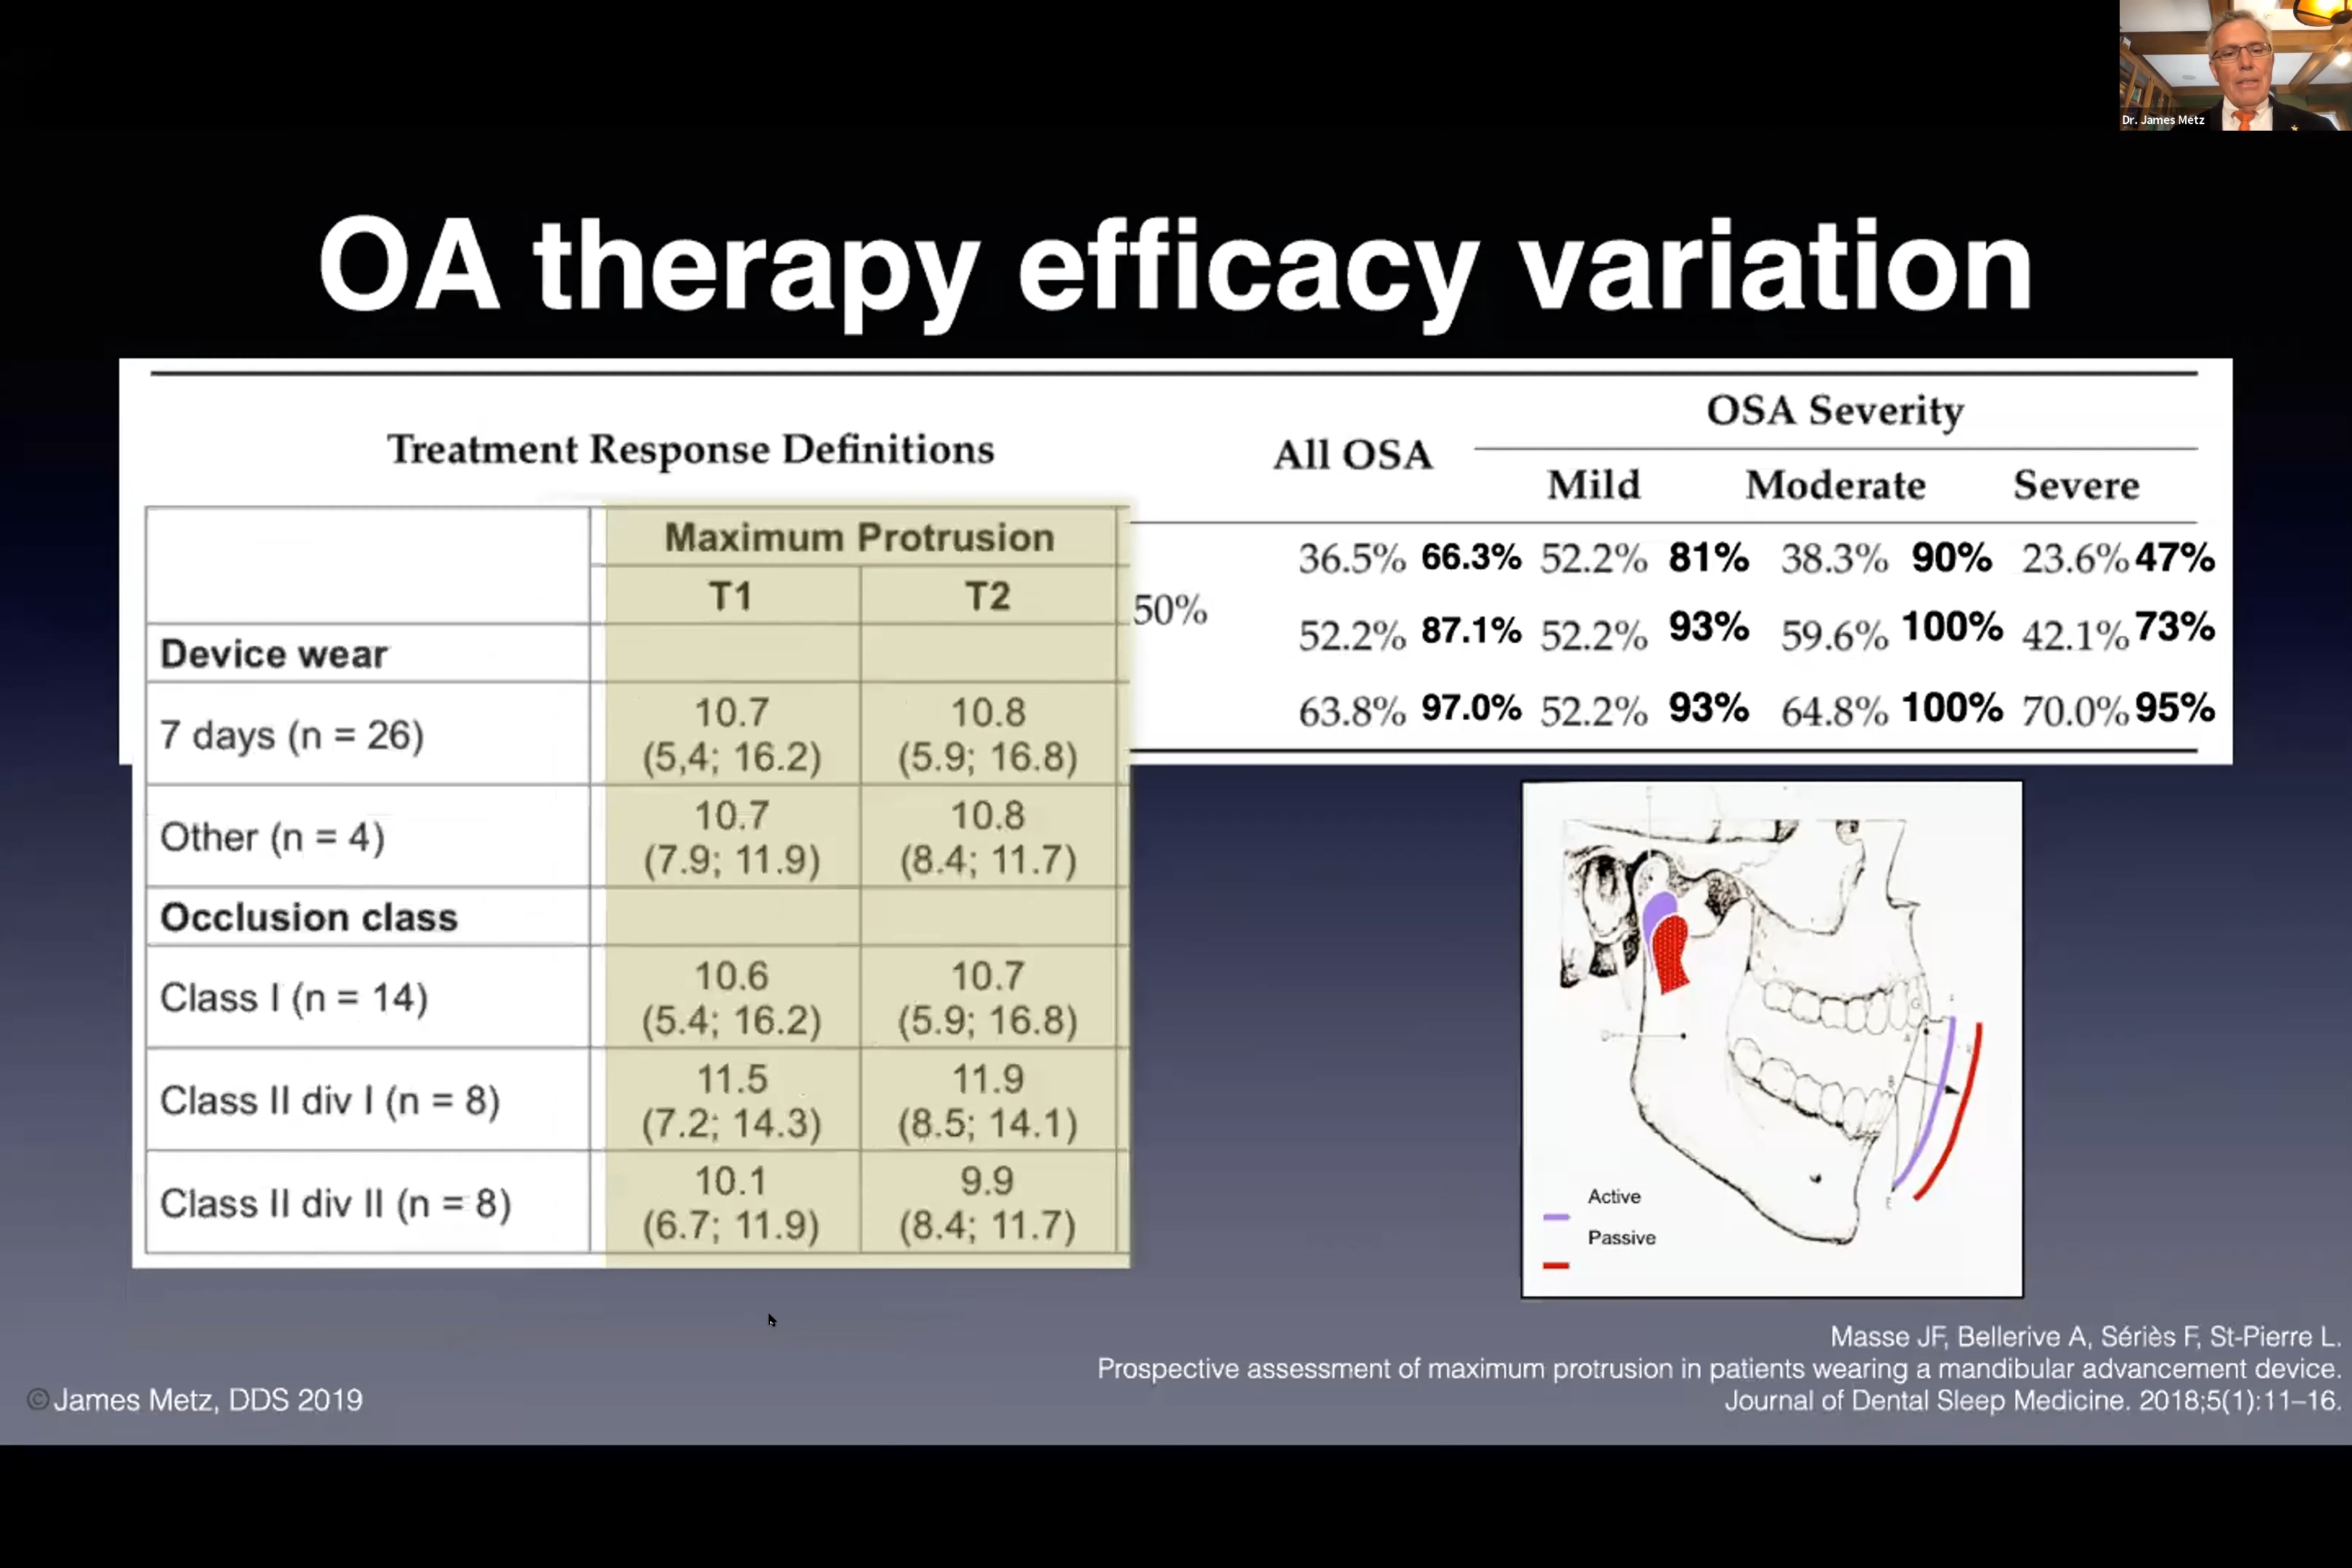 Dr. James Metz
OA therapy efficacy variation
Treatment Response Definitions
All OSA
OSA Severity
Mild Moderate Severe
50%
36.5% 66.3% 52.2% 81% 38.3% 90% 23.6% 47%
52.2% 87.1% 52.2% 93% 59.6% 100% 42.1% 73%
63.8% 97.0% 52.2% 93% 64.8% 100% 70.0% 95%
Maximum Protrusion
T1 T2
Device wear
7 days (n = 26) 10.7 10.8
(5,4; 16.2) (5.9; 16.8)
Other (n = 4) 10.7 10.8
(7.9; 11.9) (8.4; 11.7)
Occlusion class
Class I (n = 14) 10.6 10.7
(5.4; 16.2) (5.9; 16.8)
Class II div I (n = 8) 11.5 11.9
(7.2; 14.3) (8.5; 14.1)
Class II div II (n = 8) 10.1 9.9
(6.7; 11.9) (8.4; 11.7)
Active
Passive
Masse JF, Bellerive A, Sériès F, St-Pierre L.
Prospective assessment of maximum protrusion in patients wearing a mandibular advancement device.
Journal of Dental Sleep Medicine. 2018;5(1):11–16.
©James Metz, DDS 2019